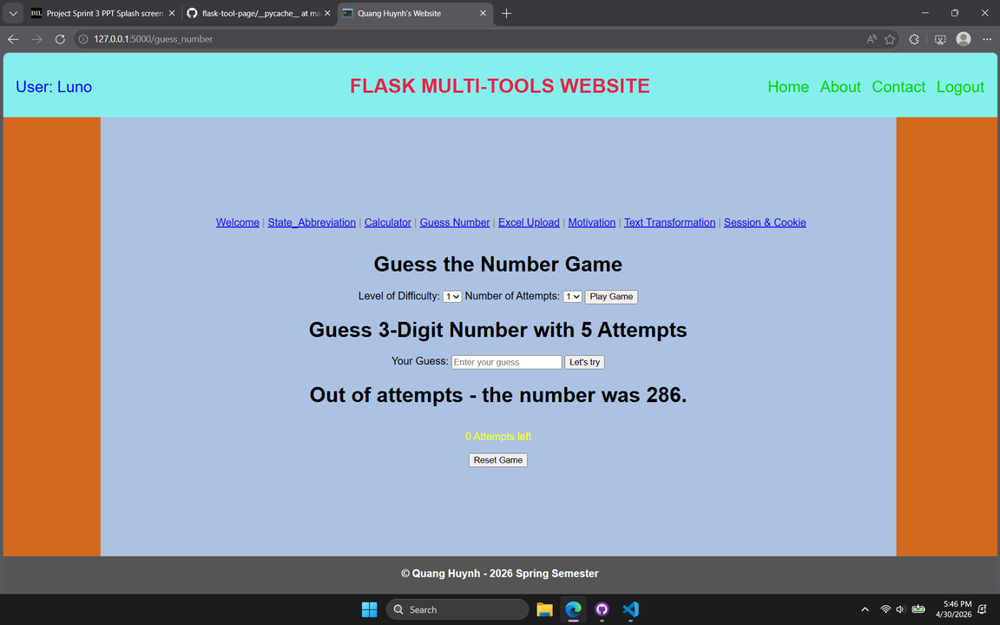 Project Sprint 3 PPT Splash screen
flask-tool-page/__pycache__ at ma
Quang Huynh's Website
127.0.0.1:5000/guess_number
User: Luno
FLASK MULTI-TOOLS WEBSITE
Home About Contact Logout
Welcome | State_Abbreviation | Calculator | Guess Number | Excel Upload | Motivation | Text Transformation | Session & Cookie
Guess the Number Game
Level of Difficulty: 1 Number of Attempts: 1 Play Game
Guess 3-Digit Number with 5 Attempts
Your Guess: Enter your guess Let's try
Out of attempts - the number was 286.
0 Attempts left
Reset Game
© Quang Huynh - 2026 Spring Semester
Search
5:46 PM
4/30/2026